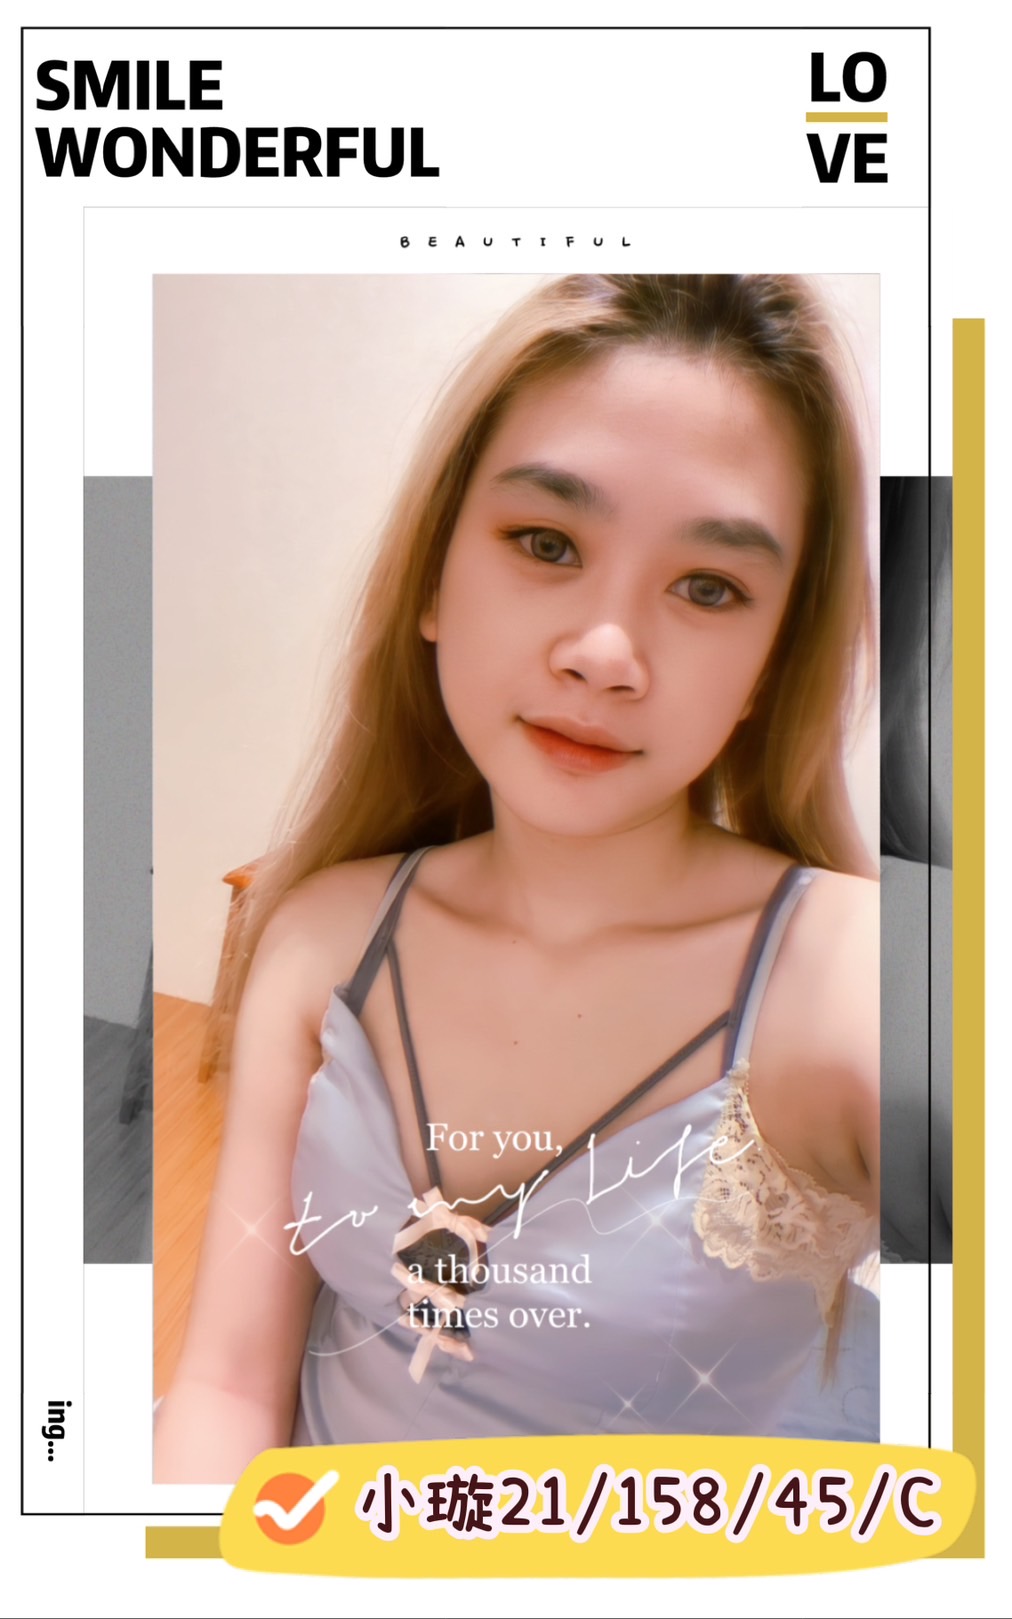 SMILE
WONDERFUL
LO
VE
BEAUTIFUL
For you,
to my Life
a thousand
times over.
ing...
小璇21/158/45/C